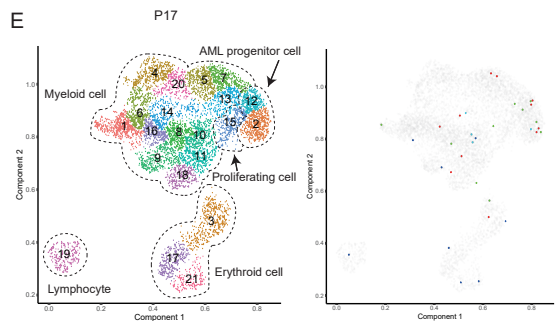 E
P17
AML progenitor cell
Myeloid cell
Proliferating cell
Erythroid cell
Lymphocyte
4
20
5
7
13
12
6
14
1
16
8
10
15
2
9
11
18
3
17
21
19
Component 2
1.0
0.8
0.6
0.4
0.2
0.0 0.2 0.4 0.6 0.8
Component 1
Component 2
1.0
0.8
0.6
0.4
0.2
0.0 0.2 0.4 0.6 0.8
Component 1